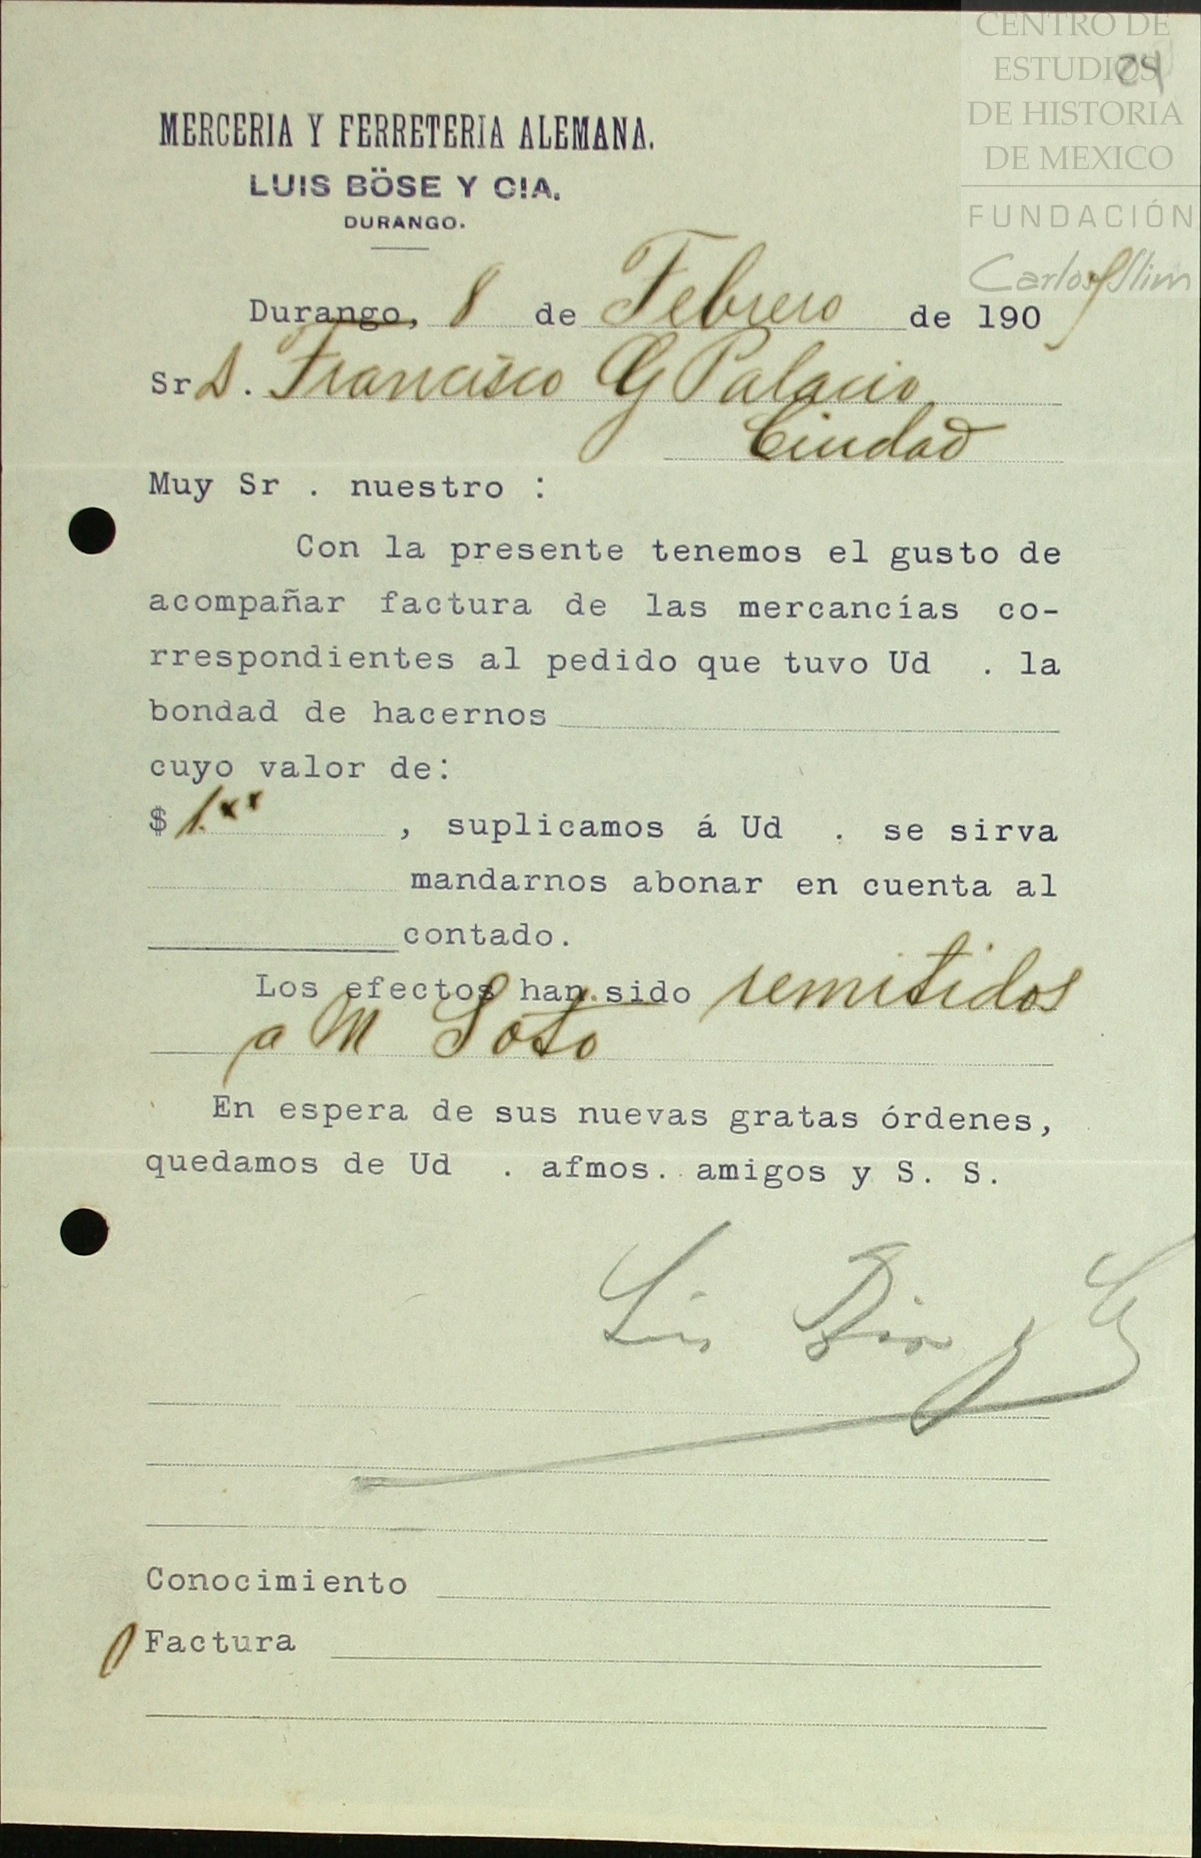 CENTRO DE
ESTUDIOS
DE HISTORIA
DE MEXICO
FUNDACIÓN
Carlos Slim
24
MERCERIA Y FERRETERIA ALEMANA.
LUIS BÖSE Y CIA.
DURANGO.
Durango, 8 de Febrero de 190
Sr D. Francisco G Palacio
Ciudad
Muy Sr . nuestro :
Con la presente tenemos el gusto de
acompañar factura de las mercancías co-
rrespondientes al pedido que tuvo Ud . la
bondad de hacernos
cuyo valor de:
$ 1.xx , suplicamos á Ud . se sirva
mandarnos abonar en cuenta al
contado.
Los efectos han sido remitidos
a M Soto
En espera de sus nuevas gratas órdenes,
quedamos de Ud . afmos. amigos y S. S.
Conocimiento
Factura